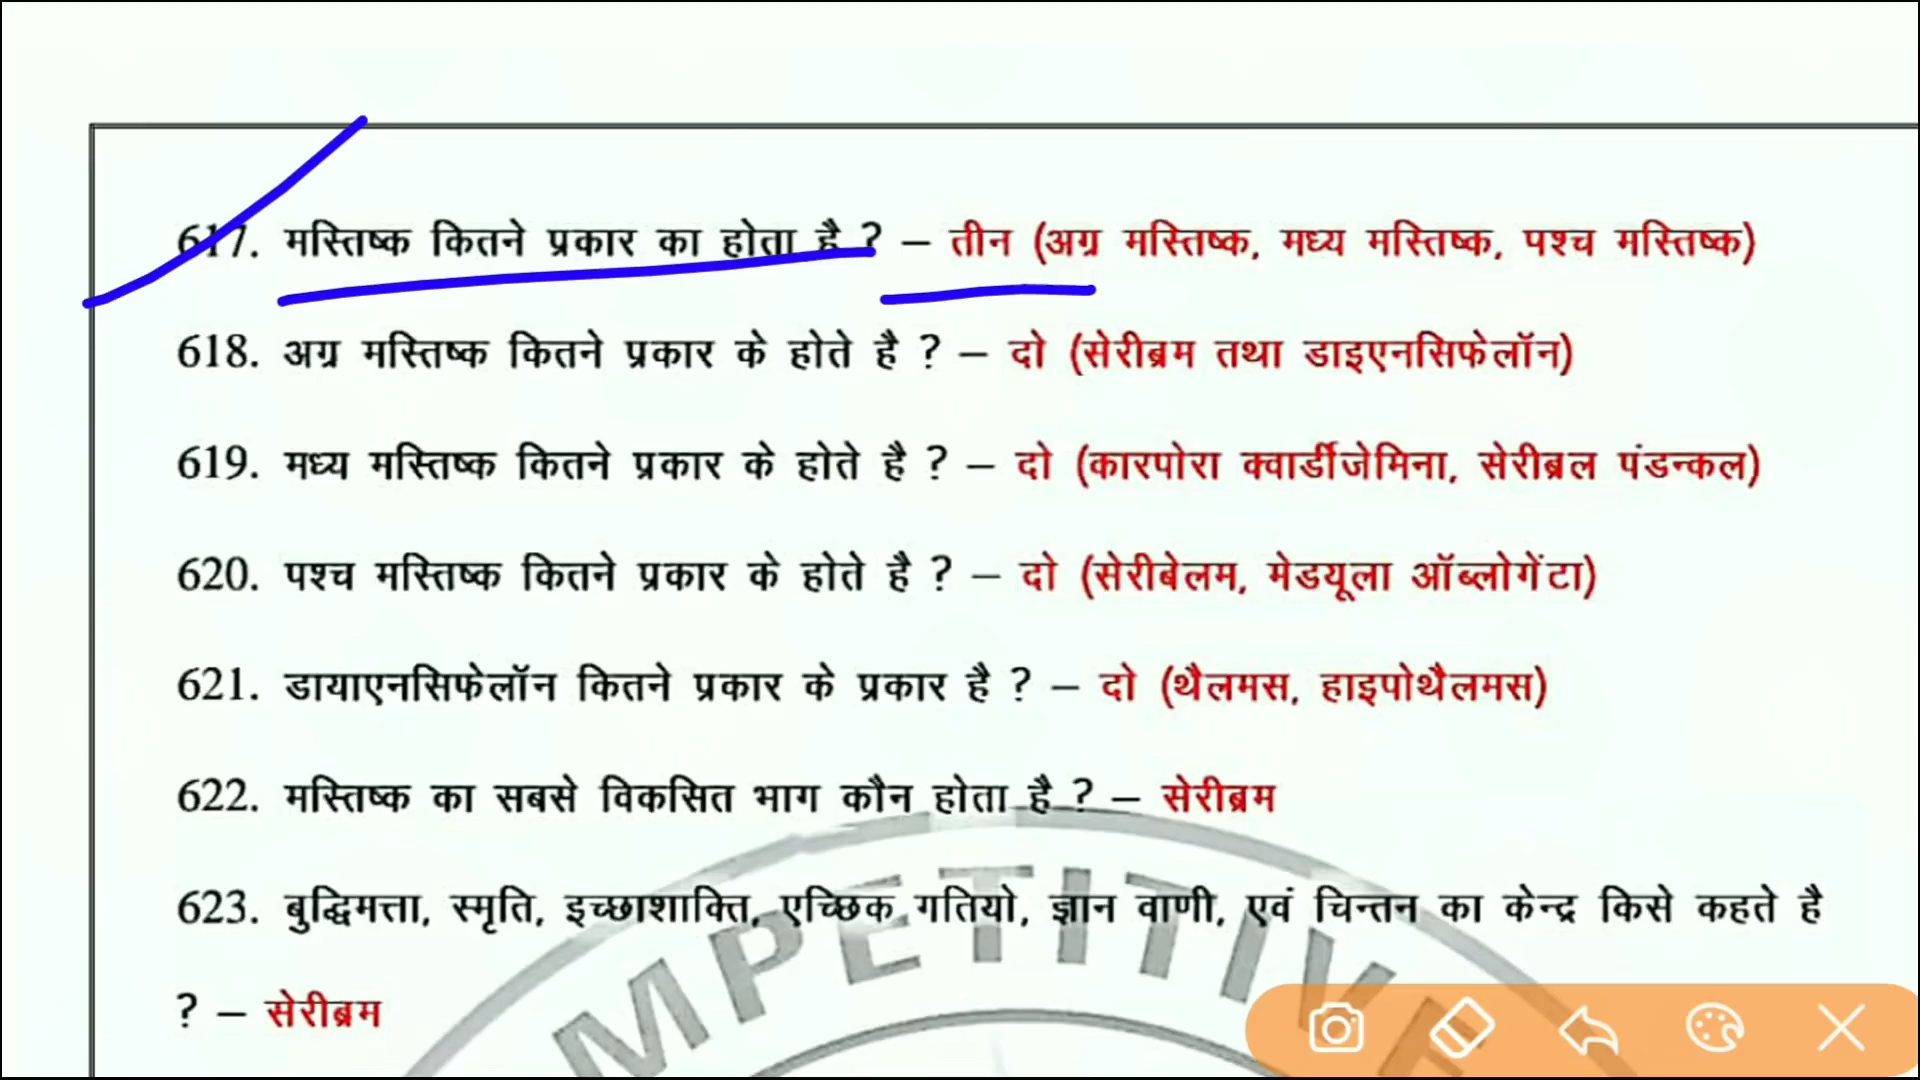 617. मस्तिष्क कितने प्रकार का होता है ? – तीन (अग्र मस्तिष्क, मध्य मस्तिष्क, पश्च मस्तिष्क)
618. अग्र मस्तिष्क कितने प्रकार के होते है ? – दो (सेरीब्रम तथा डाइएनसिफेलॉन)
619. मध्य मस्तिष्क कितने प्रकार के होते है ? – दो (कारपोरा क्वार्डीजेमिना, सेरीब्रल पंडन्कल)
620. पश्च मस्तिष्क कितने प्रकार के होते है ? – दो (सेरीबेलम, मेडयूला ऑब्लोगेंटा)
621. डायाएनसिफेलॉन कितने प्रकार के प्रकार है ? – दो (थैलमस, हाइपोथैलमस)
622. मस्तिष्क का सबसे विकसित भाग कौन होता है ? – सेरीब्रम
623. बुद्धिमत्ता, स्मृति, इच्छाशाक्ति, एच्छिक गतियो, ज्ञान वाणी, एवं चिन्तन का केन्द्र किसे कहते है
? – सेरीब्रम
MPETITIVE